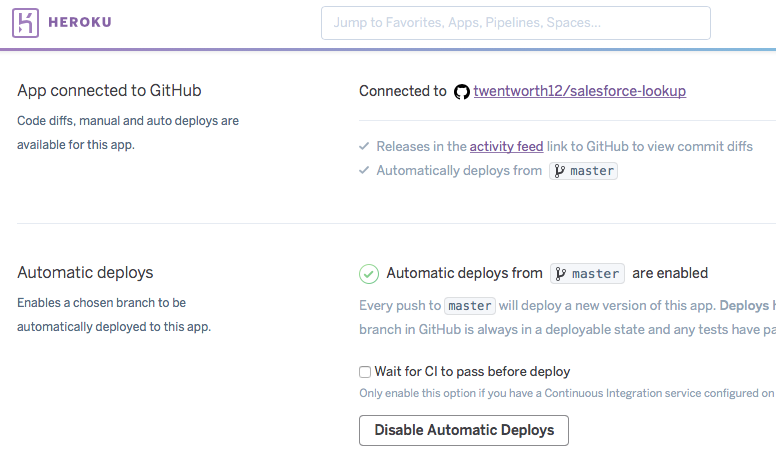 HEROKU
Jump to Favorites, Apps, Pipelines, Spaces...
App connected to GitHub
Code diffs, manual and auto deploys are
available for this app.
Connected to twentworth12/salesforce-lookup
Releases in the activity feed link to GitHub to view commit diffs
Automatically deploys from master
Automatic deploys
Enables a chosen branch to be
automatically deployed to this app.
Automatic deploys from master are enabled
Every push to master will deploy a new version of this app. Deploys
branch in GitHub is always in a deployable state and any tests have
Wait for CI to pass before deploy
Only enable this option if you have a Continuous Integration service configured on
Disable Automatic Deploys